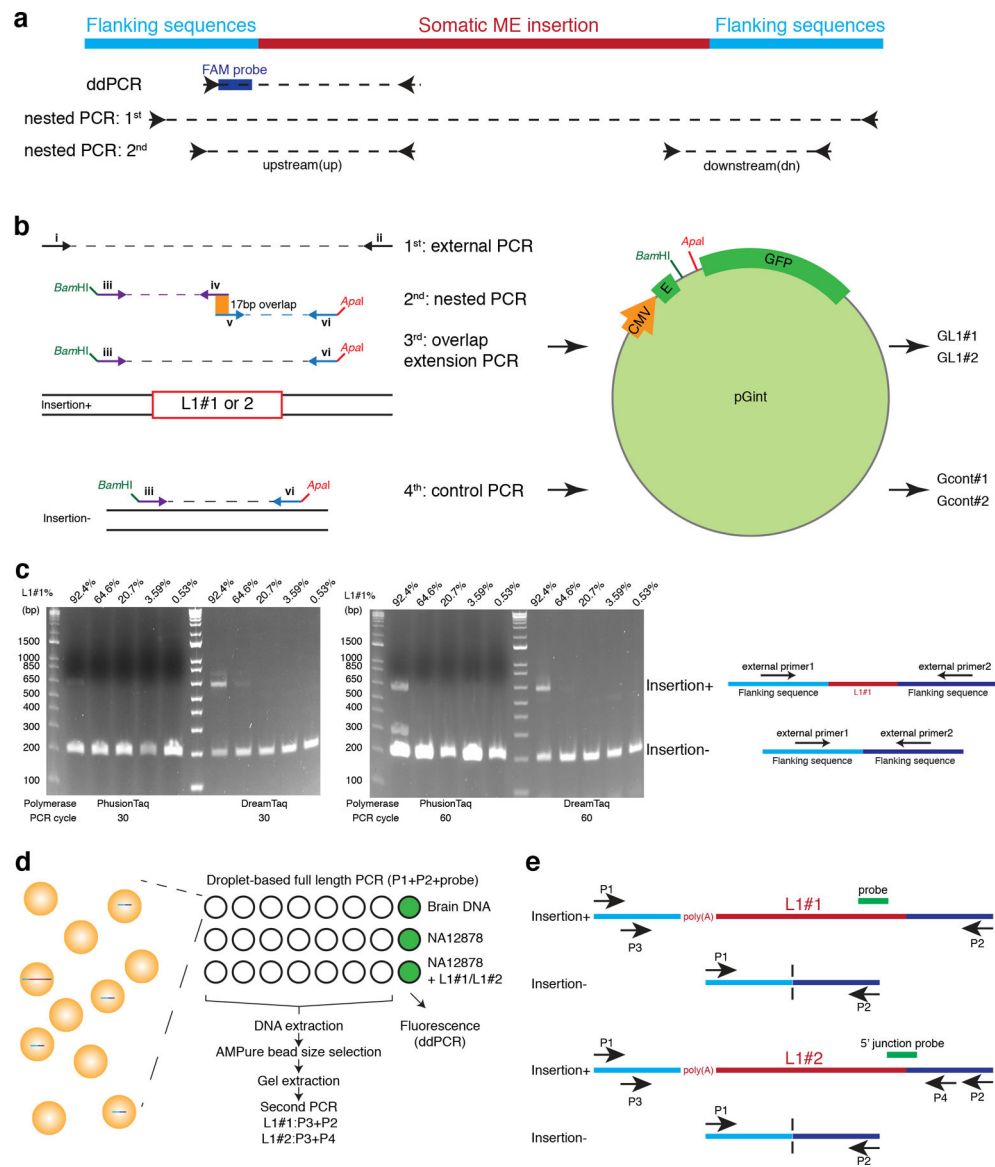 a
Flanking sequences Somatic ME insertion Flanking sequences
FAM probe
ddPCR
nested PCR: 1st
nested PCR: 2nd
upstream(up) downstream(dn)
b
i ii
1st: external PCR
BamHI iii iv
17bp overlap
v vi ApaI
2nd: nested PCR
BamHI iii vi ApaI
3rd: overlap
extension PCR
Insertion+ L1#1 or 2
BamHI iii vi ApaI
4th: control PCR
Insertion-
BamHI ApaI
CMV E GFP
pGint
GL1#1
GL1#2
Gcont#1
Gcont#2
c
L1#1% 92.4% 64.6% 20.7% 3.59% 0.53% 92.4% 64.6% 20.7% 3.59% 0.53%
(bp)
1500
1000
850
650
500
400
300
200
100
Polymerase PhusionTaq DreamTaq
PCR cycle 30 30
L1#1% 92.4% 64.6% 20.7% 3.59% 0.53% 92.4% 64.6% 20.7% 3.59% 0.53%
(bp)
1500
1000
850
650
500
400
300
200
100
Polymerase PhusionTaq DreamTaq
PCR cycle 60 60
Insertion+
Insertion-
external primer1 external primer2
Flanking sequence L1#1 Flanking sequence
external primer1 external primer2
Flanking sequence Flanking sequence
d
Droplet-based full length PCR (P1+P2+probe)
Brain DNA
NA12878
NA12878
+ L1#1/L1#2
DNA extraction
AMPure bead size selection
Gel extraction
Second PCR
L1#1:P3+P2
L1#2:P3+P4
Fluorescence
(ddPCR)
e
P1 L1#1 probe
Insertion+ poly(A)
P3 P2
P1
Insertion-
P2
P1 L1#2 5' junction probe
Insertion+ poly(A)
P3 P4 P2
P1
Insertion-
P2